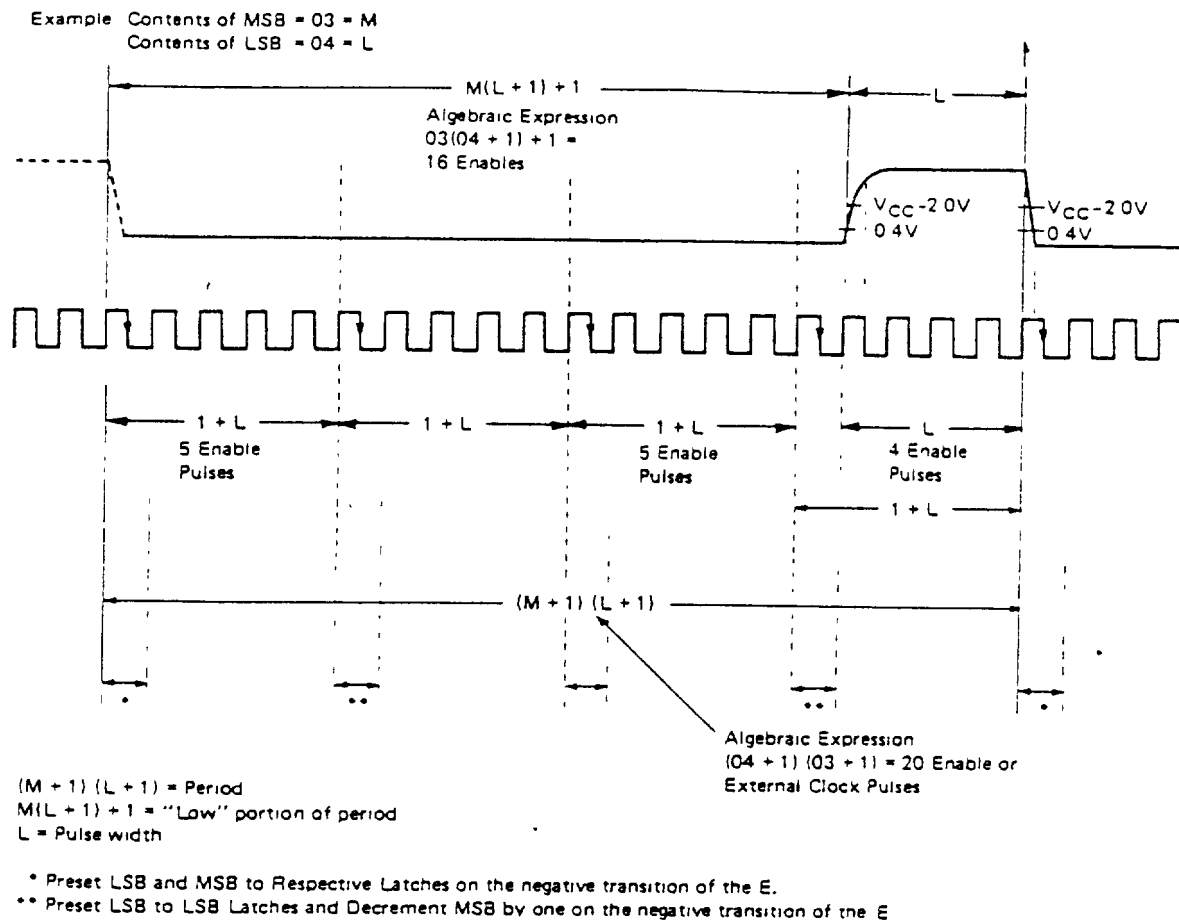 Example Contents of MSB = 03 = M
Contents of LSB = 04 = L
M(L + 1) + 1
L
Algebraic Expression
03(04 + 1) + 1 =
16 Enables
VCC-2 0V
0 4V
VCC-2 0V
0 4V
1 + L
5 Enable
Pulses
1 + L
1 + L
5 Enable
Pulses
L
4 Enable
Pulses
1 + L
(M + 1) (L + 1)
*
**
**
*
Algebraic Expression
(04 + 1) (03 + 1) = 20 Enable or
External Clock Pulses
(M + 1) (L + 1) = Period
M(L + 1) + 1 = "Low" portion of period
L = Pulse width
* Preset LSB and MSB to Respective Latches on the negative transition of the E.
** Preset LSB to LSB Latches and Decrement MSB by one on the negative transition of the E